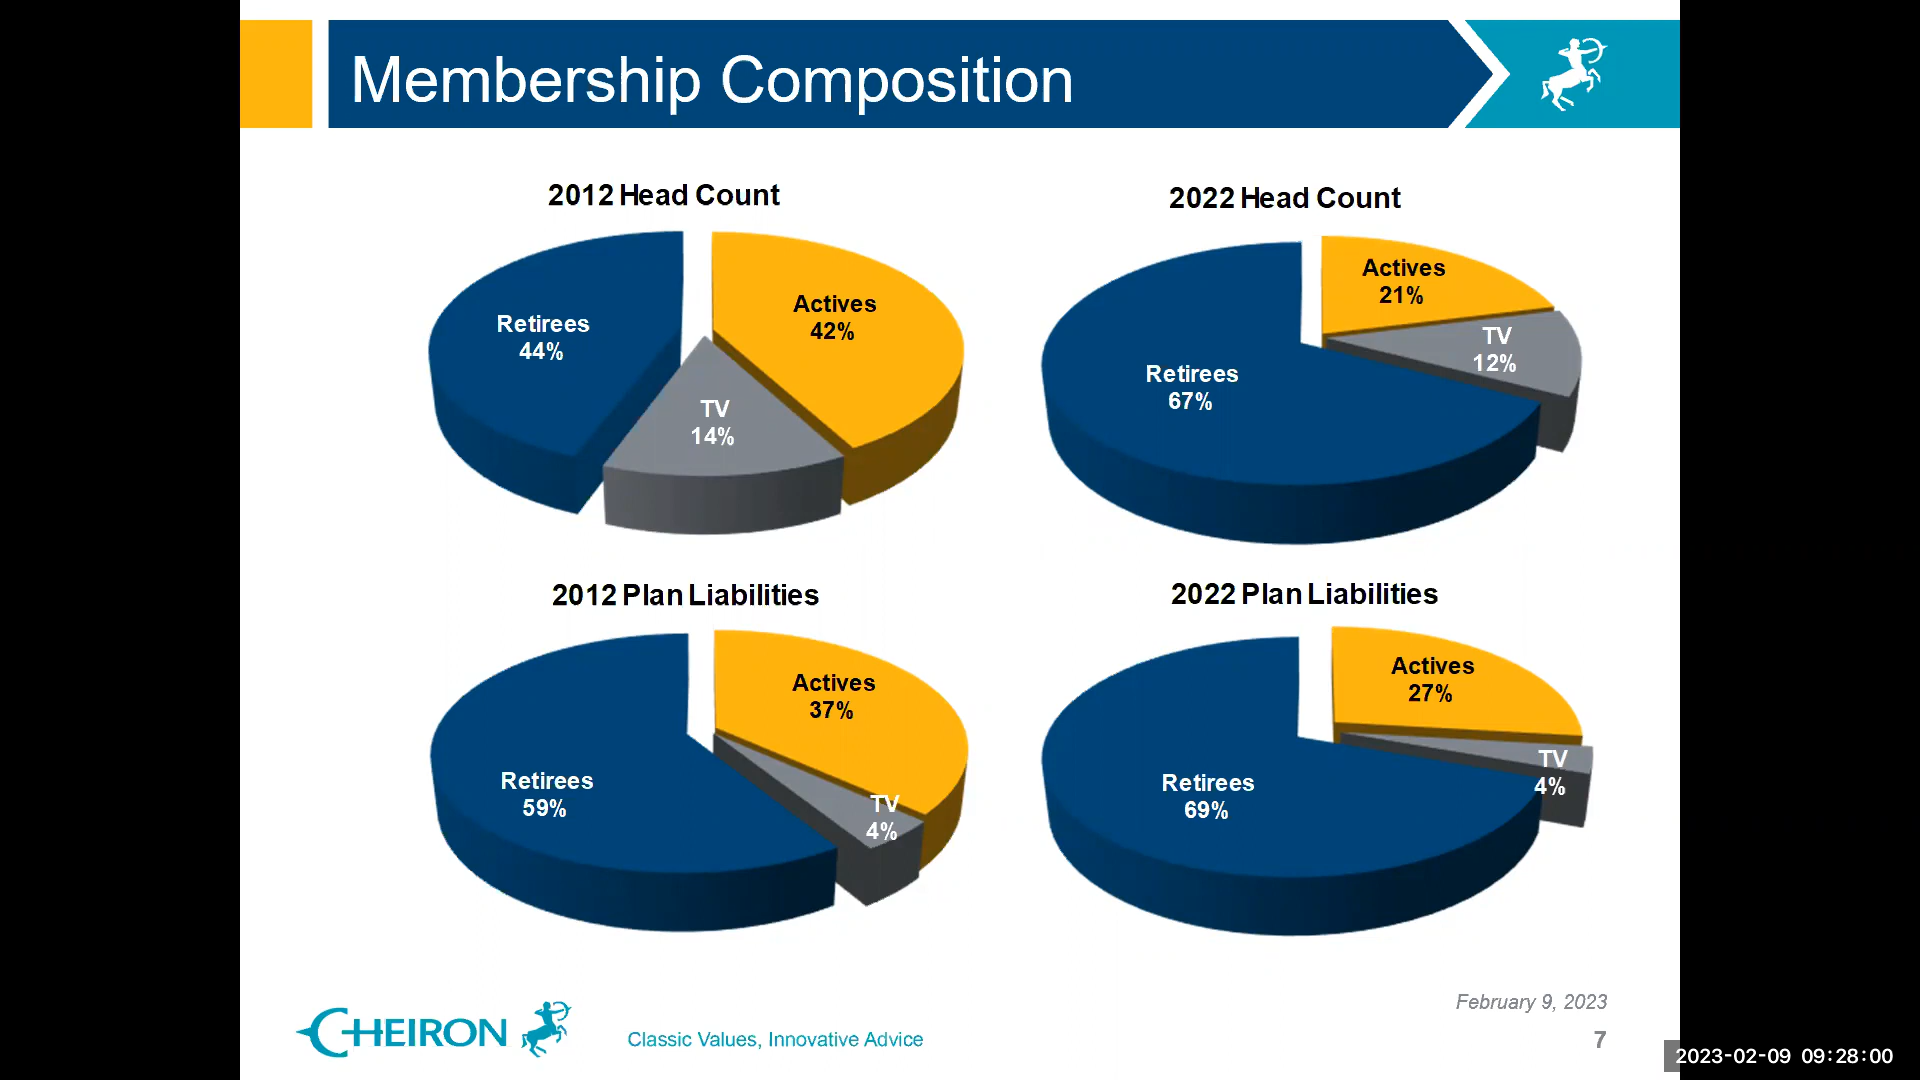 Membership Composition
2012 Head Count
Retirees
44%
Actives
42%
TV
14%
2022 Head Count
Actives
21%
TV
12%
Retirees
67%
2012 Plan Liabilities
Actives
37%
Retirees
59%
TV
4%
2022 Plan Liabilities
Actives
27%
TV
4%
Retirees
69%
February 9, 2023
CHEIRON
Classic Values, Innovative Advice
7
2023-02-09 09:28:00